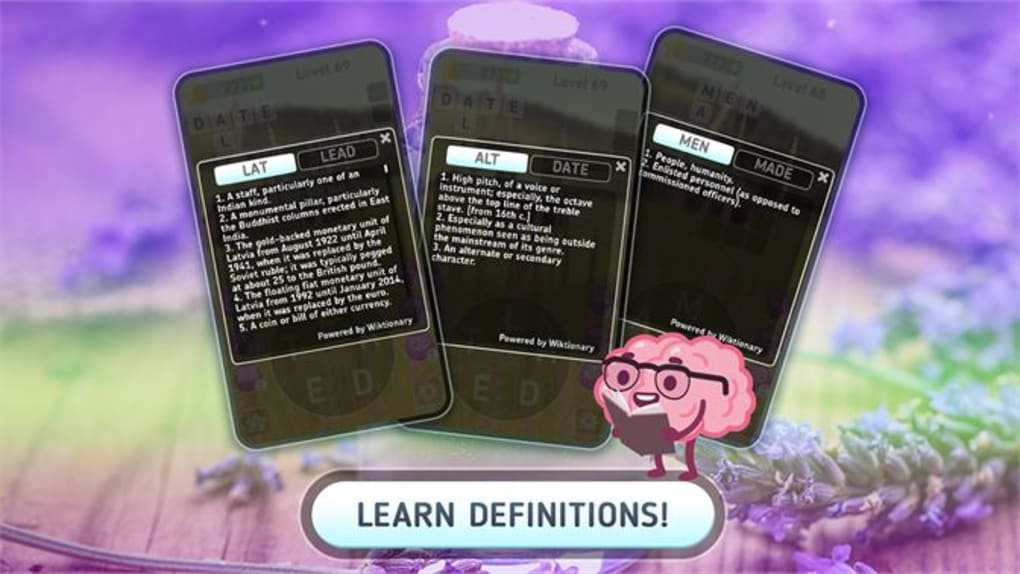 Level 69
D A T E
L
LAT
LEAD
1. A staff, particularly one of an
Indian kind.
2. A monumental pillar, particularly
the Buddhist columns erected in East
India.
3. The gold-backed monetary unit of
Latvia from August 1922 until April
1941, when it was replaced by the
Soviet ruble; it was typically pegged
at about 25 to the British pound.
4. The floating fiat monetary unit of
Latvia from 1992 until January 2014,
when it was replaced by the euro.
5. A coin or bill of either currency.
Powered by Wiktionary
E D
Level 69
D A T E
L
ALT
DATE
1. High pitch, of a voice or
instrument; especially, the octave
above the top line of the treble
stave. [from 16th c.]
2. Especially as a cultural
phenomenon seen as being outside
the mainstream of its genre.
3. An alternate or secondary
character.
Powered by Wiktionary
E D
Level 68
M E N
A
MEN
MADE
1. People, humanity.
2. Enlisted personnel (as opposed to
commissioned officers).
Powered by Wiktionary
M
LEARN DEFINITIONS!